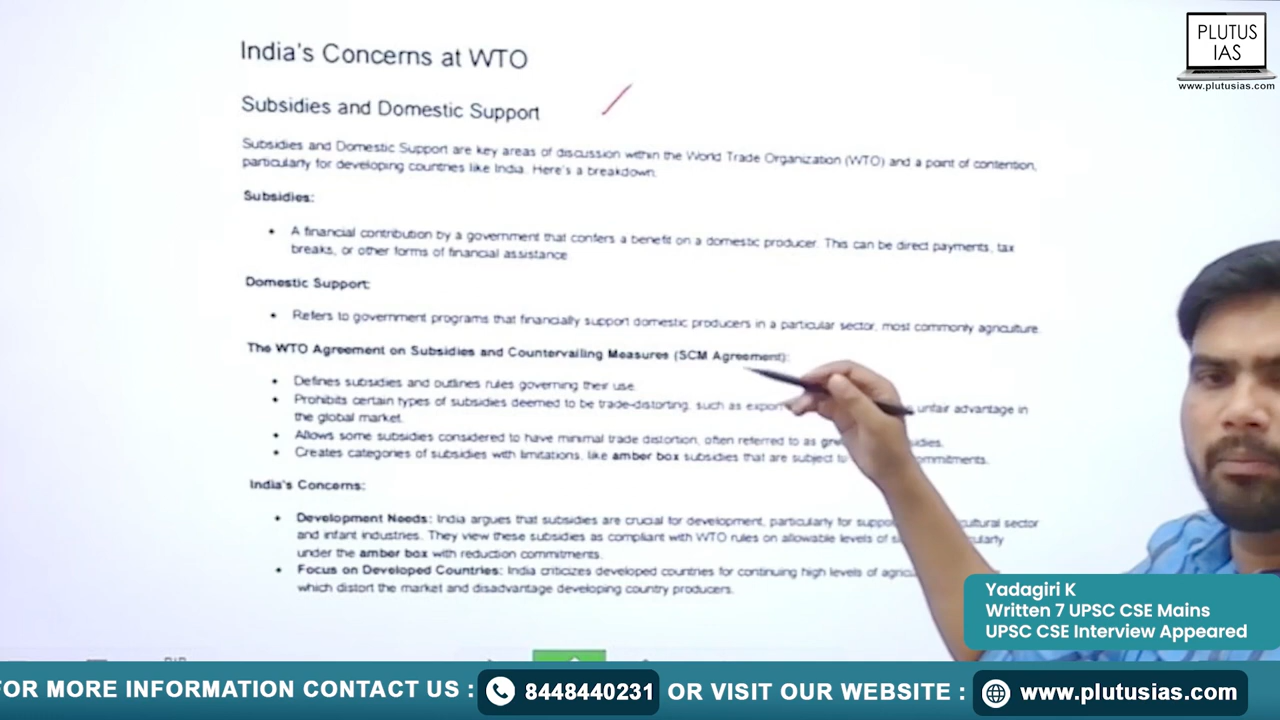 PLUTUS
IAS
www.plutusias.com
India's Concerns at WTO
Subsidies and Domestic Support
Subsidies and Domestic Support are key areas of discussion within the World Trade Organization (WTO) and a point of contention,
particularly for developing countries like India. Here's a breakdown:
Subsidies:
• A financial contribution by a government that confers a benefit on a domestic producer. This can be direct payments, tax
breaks, or other forms of financial assistance
Domestic Support:
• Refers to government programs that financially support domestic producers in a particular sector, most commonly agriculture.
The WTO Agreement on Subsidies and Countervailing Measures (SCM Agreement):
• Defines subsidies and outlines rules governing their use.
• Prohibits certain types of subsidies deemed to be trade-distorting, such as unfair advantage in
the global market.
• Allows some subsidies considered to have minimal trade distortion, often referred to as
• Creates categories of subsidies with limitations, like amber box subsidies that are subject to
India's Concerns:
• Development Needs: India argues that subsidies are crucial for development, particularly for sector
and infant industries. They view these subsidies as compliant with WTO rules on allowable levels of
under the amber box with reduction commitments.
• Focus on Developed Countries: India criticizes developed countries for continuing high levels of
which distort the market and disadvantage developing country producers.
Yadagiri K
Written 7 UPSC CSE Mains
UPSC CSE Interview Appeared
FOR MORE INFORMATION CONTACT US : 8448440231 OR VISIT OUR WEBSITE : www.plutusias.com